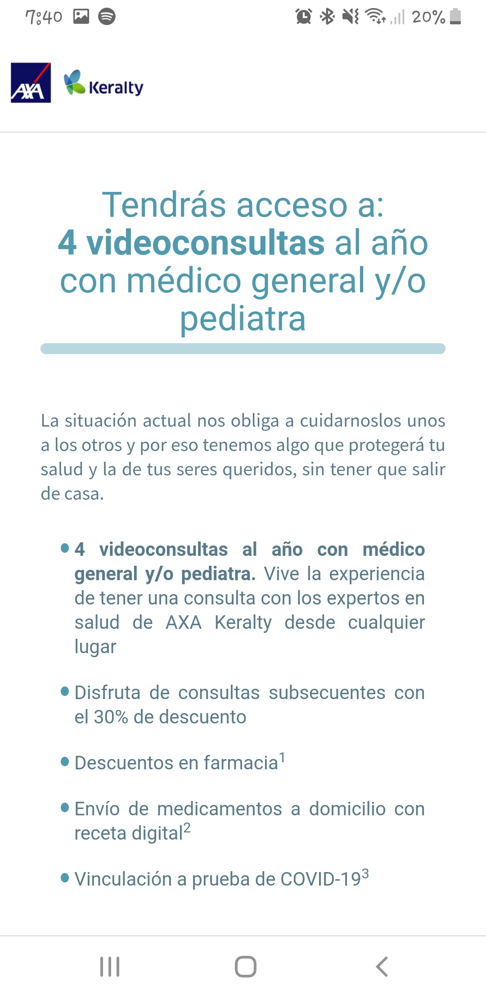 7:40
20%
AXA
Keralty
Tendrás acceso a:
4 videoconsultas al año
con médico general y/o
pediatra
La situación actual nos obliga a cuidarnoslos unos
a los otros y por eso tenemos algo que protegerá tu
salud y la de tus seres queridos, sin tener que salir
de casa.
4 videoconsultas al año con médico
general y/o pediatra. Vive la experiencia
de tener una consulta con los expertos en
salud de AXA Keralty desde cualquier
lugar
Disfruta de consultas subsecuentes con
el 30% de descuento
Descuentos en farmacia¹
Envío de medicamentos a domicilio con
receta digital²
Vinculación a prueba de COVID-19³